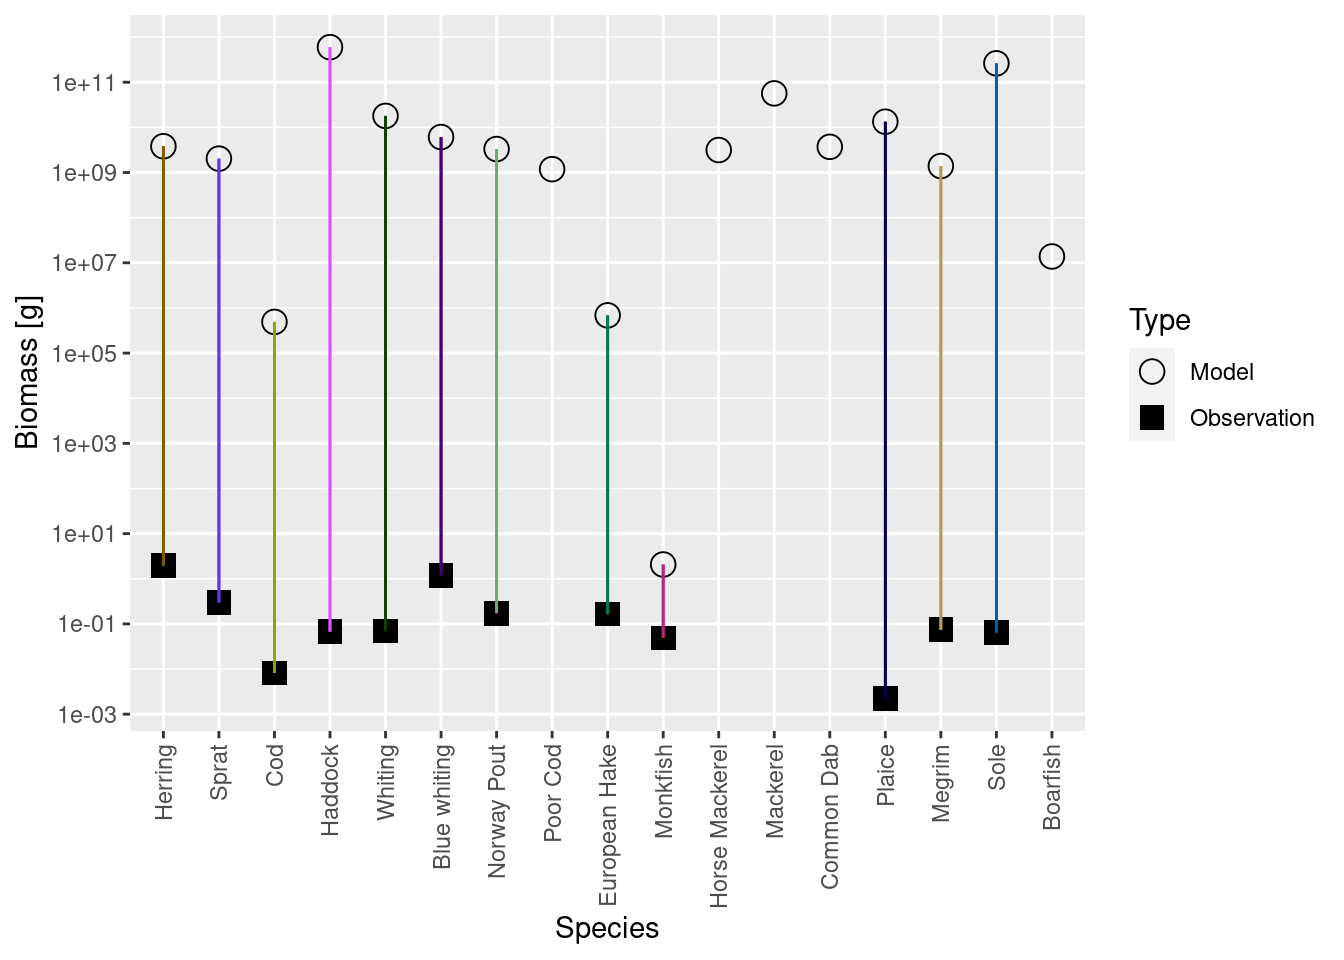 Biomass [g]
1e+11
1e+09
1e+07
1e+05
1e+03
1e+01
1e-01
1e-03
Herring
Sprat
Cod
Haddock
Whiting
Blue whiting
Norway Pout
Poor Cod
European Hake
Monkfish
Horse Mackerel
Mackerel
Common Dab
Plaice
Megrim
Sole
Boarfish
Species
Type
Model
Observation